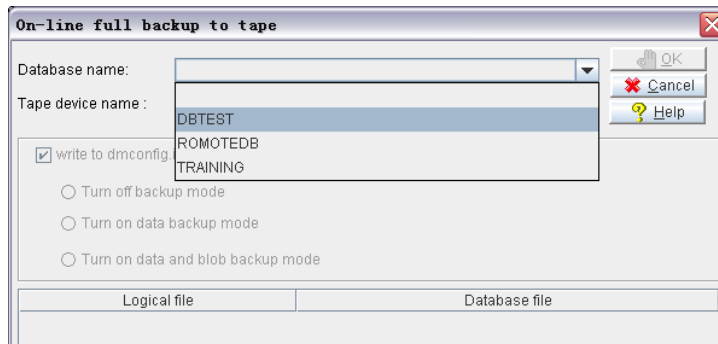 On-line full backup to tape
Database name:
OK
Cancel
Tape device name :
Help
DBTEST
ROMOTEDB
TRAINING
write to dmconfig.
Turn off backup mode
Turn on data backup mode
Turn on data and blob backup mode
Logical file
Database file